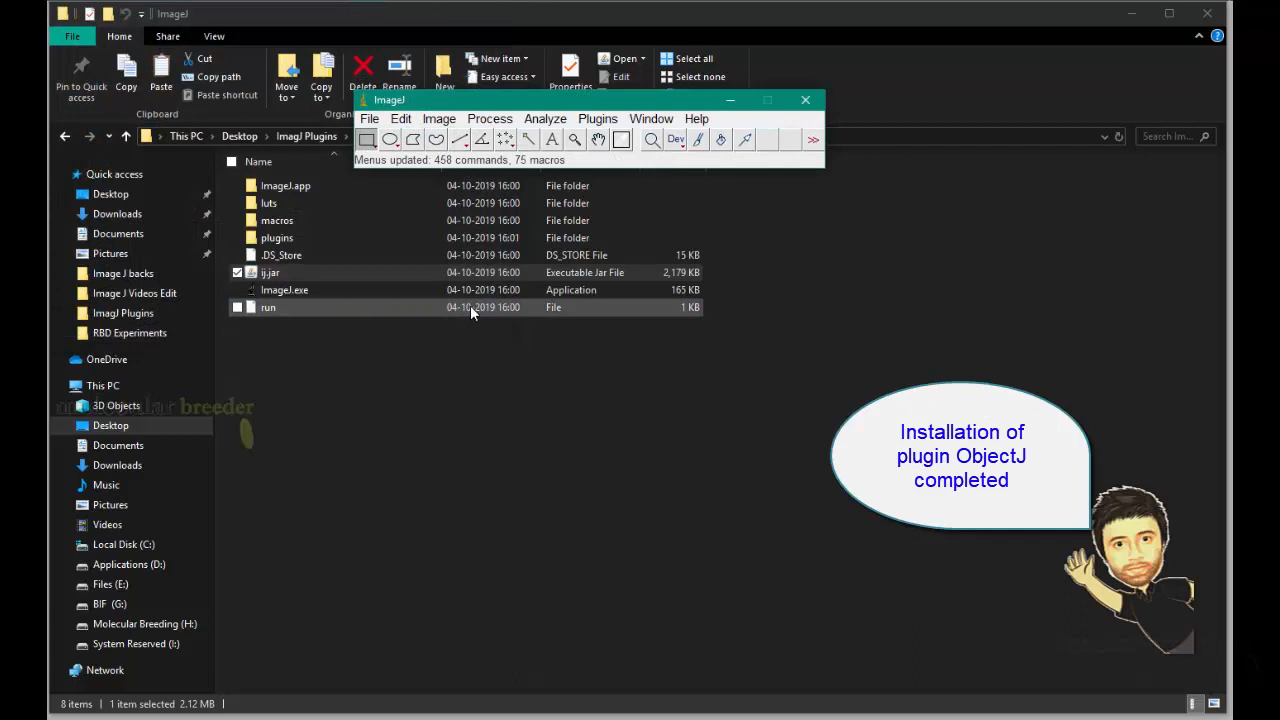 ImageJ
File Home Share View
Pin to Quick access
Copy
Paste
Cut
Copy path
Paste shortcut
Clipboard
Move to
Copy to
Delete
Rename
Organ
New
New item
Easy access
Properties
Open
Edit
Select all
Select none
ImageJ
File Edit Image Process Analyze Plugins Window Help
A Dev >>
Menus updated: 458 commands, 75 macros
This PC > Desktop > ImagJ Plugins >
Search Im...
Name
ImageJ.app 04-10-2019 16:00 File folder
luts 04-10-2019 16:00 File folder
macros 04-10-2019 16:00 File folder
plugins 04-10-2019 16:01 File folder
.DS_Store 04-10-2019 16:00 DS_STORE File 15 KB
ij.jar 04-10-2019 16:00 Executable Jar File 2,179 KB
ImageJ.exe 04-10-2019 16:00 Application 165 KB
run 04-10-2019 16:00 File 1 KB
Quick access
Desktop
Downloads
Documents
Pictures
Image J backs
Image J Videos Edit
ImagJ Plugins
RBD Experiments
OneDrive
This PC
3D Objects
Desktop
Documents
Downloads
Music
Pictures
Videos
Local Disk (C:)
Applications (D:)
Files (E:)
BIF (G:)
Molecular Breeding (H:)
System Reserved (I:)
Network
breeder
Installation of
plugin ObjectJ
completed
8 items 1 item selected 2.12 MB